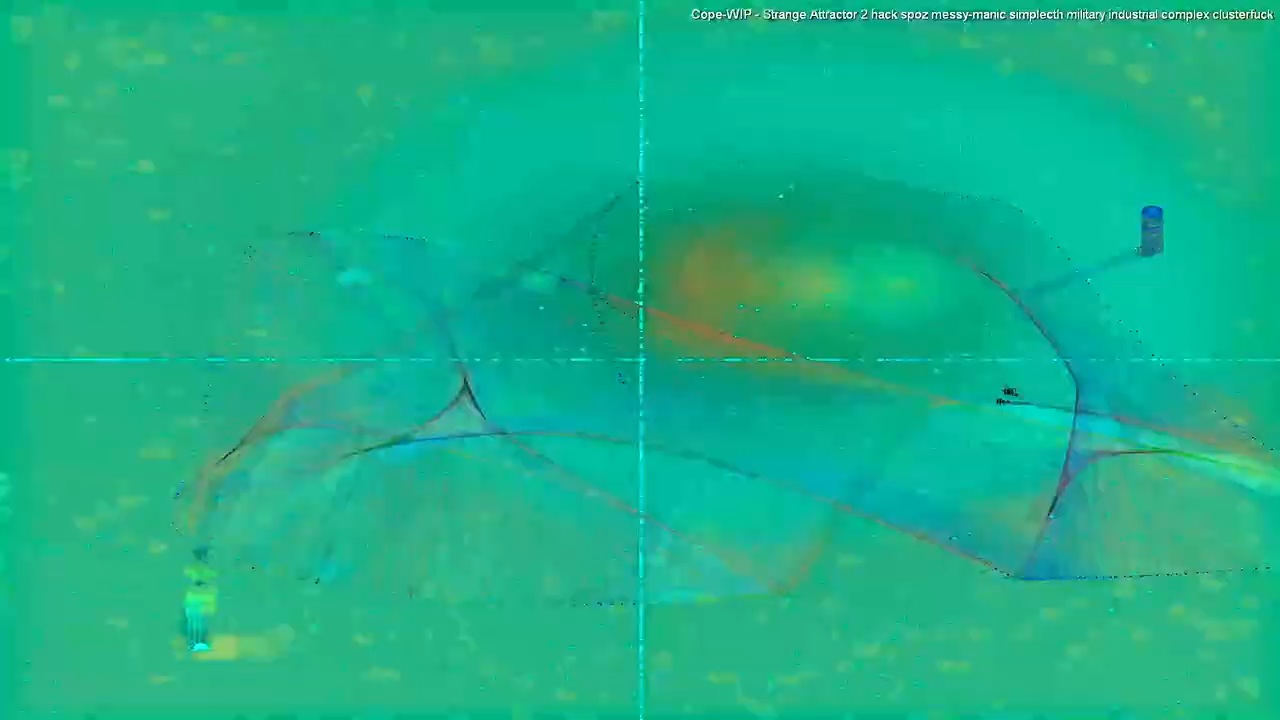 Cope-WIP - Strange Attractor 2 hack spoz messy-manic simplecth military industrial complex clusterfuck